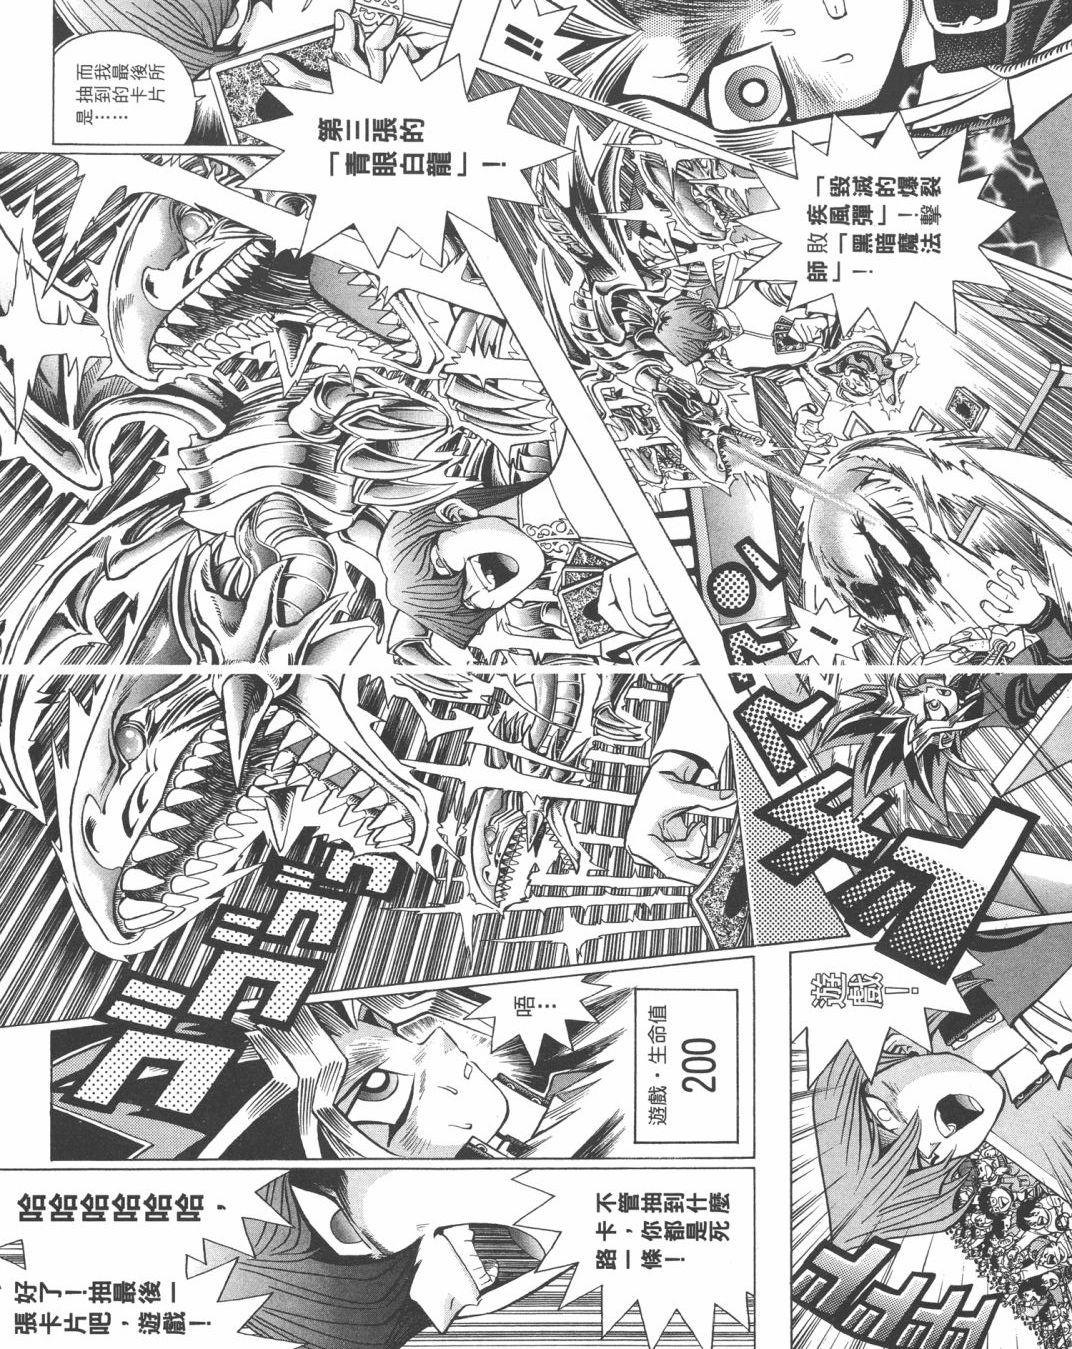 而我最後所
抽到的卡片
是……
第三張的
「青眼白龍」！
!!
「毀滅的爆裂
疾風彈」！擊
敗「黑暗魔法
師」！
！
遊戲！
遊戲・生命值
200
唔…
不管抽到什麼
卡，你都是死
路一條！
哈哈哈哈哈哈，
好了！抽最後一
張卡片吧，遊戲！